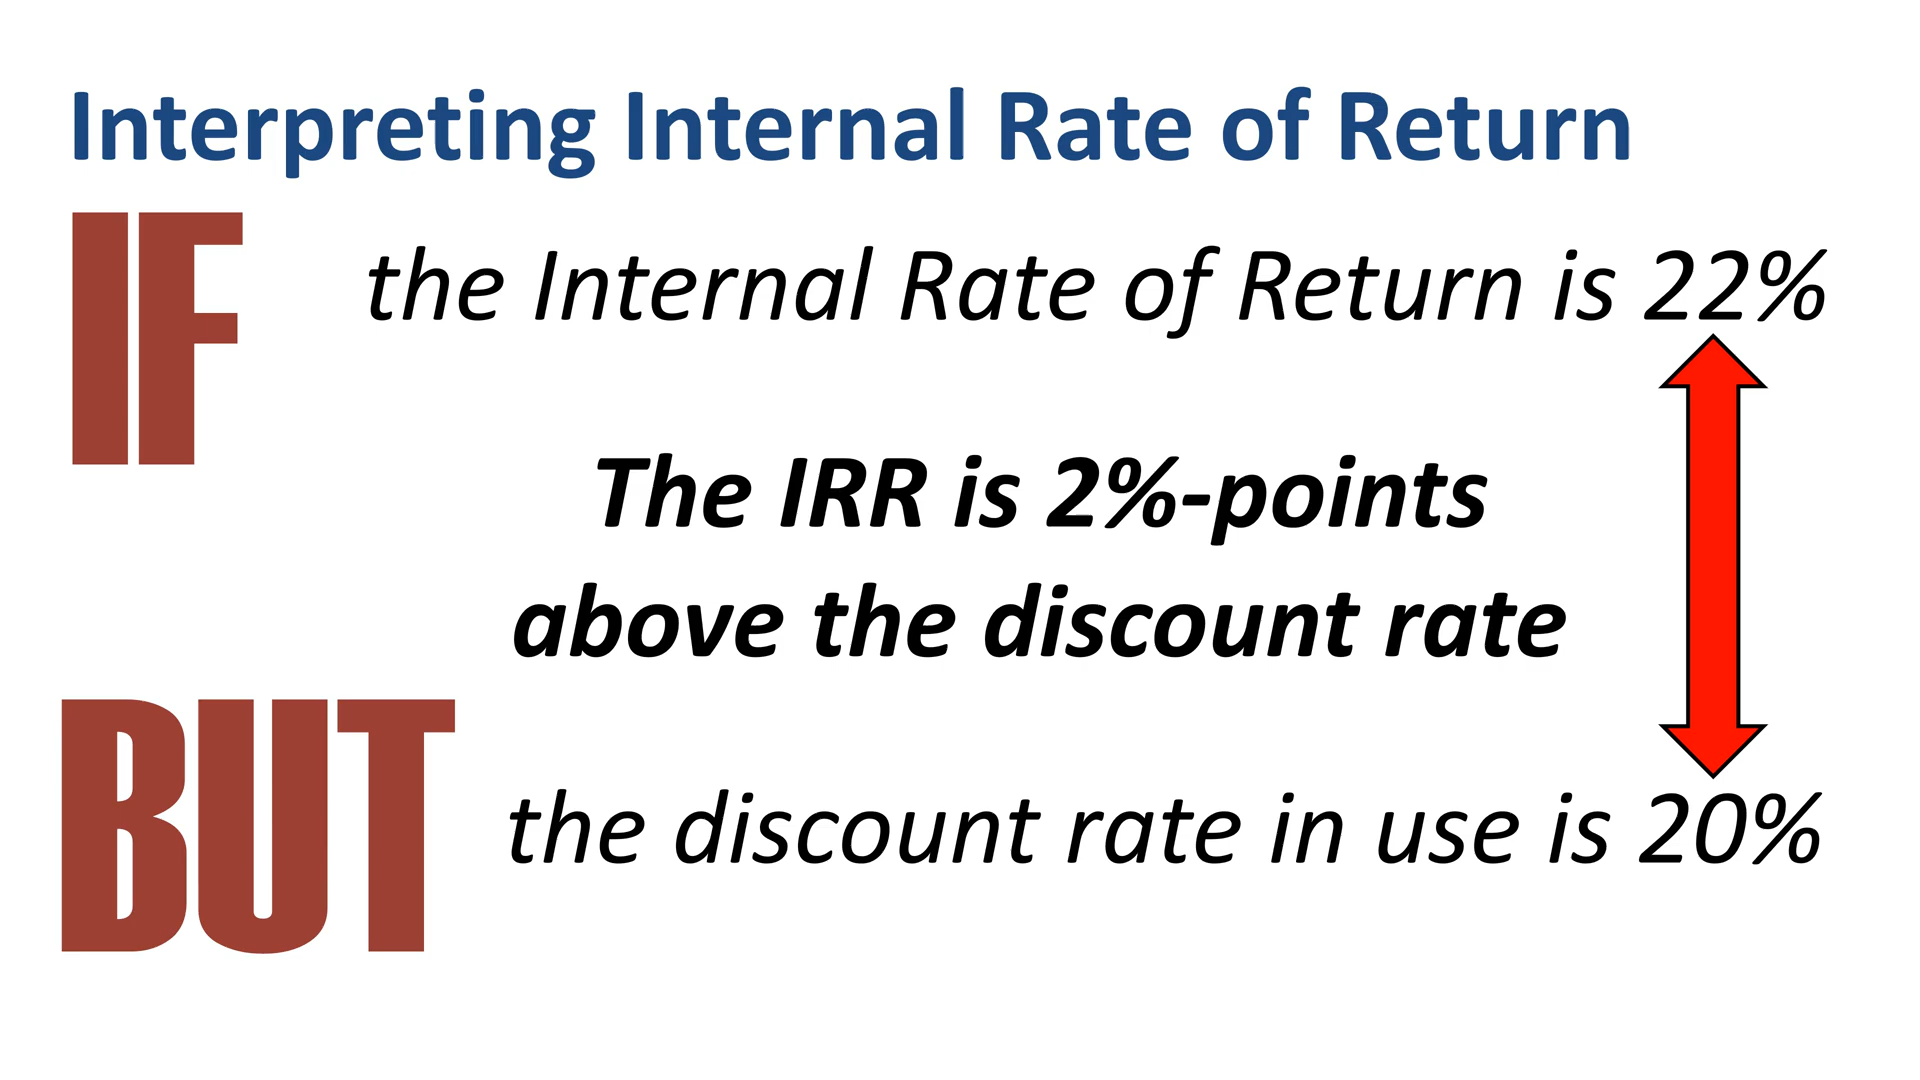 Interpreting Internal Rate of Return
IF the Internal Rate of Return is 22%
The IRR is 2%-points
above the discount rate
BUT the discount rate in use is 20%